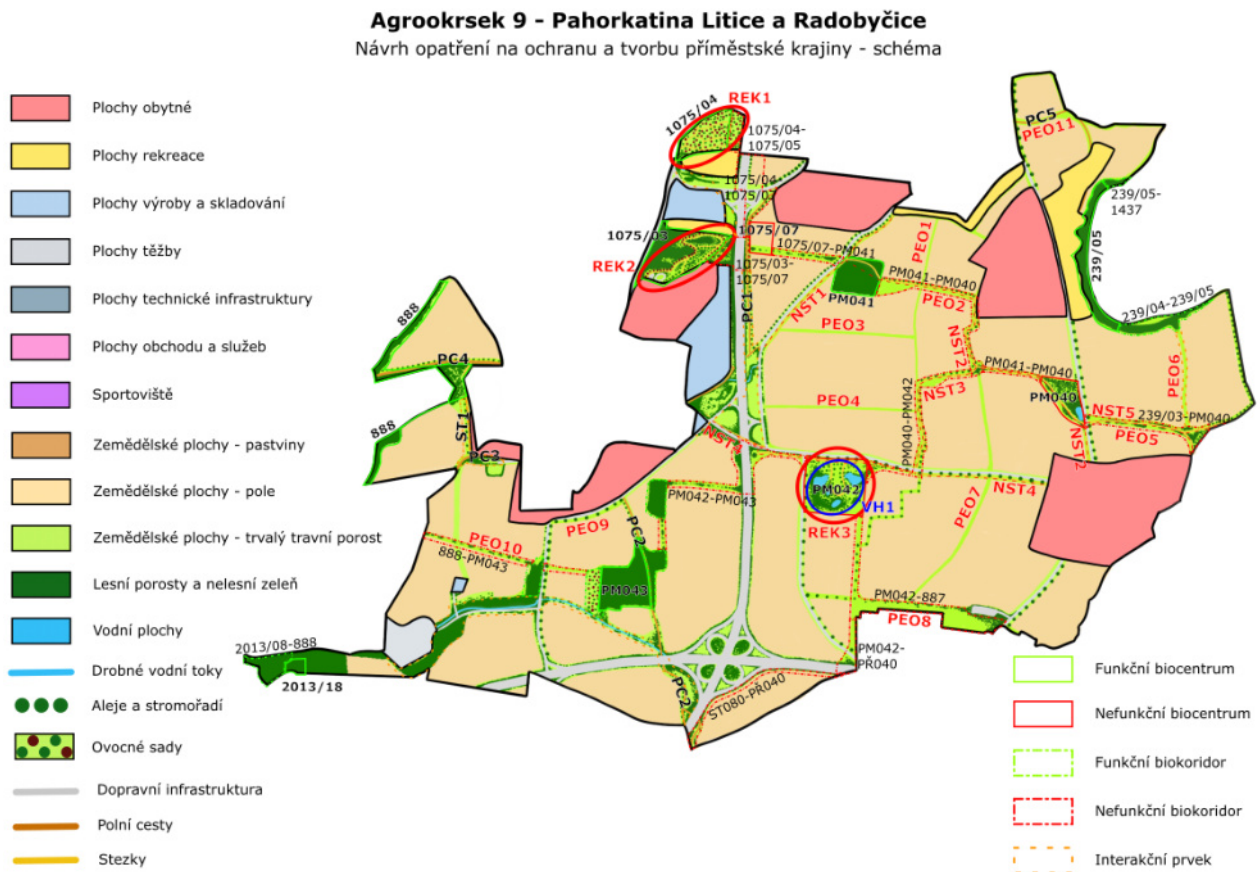 Agrookrsek 9 - Pahorkatina Litice a Radobyčice
Návrh opatření na ochranu a tvorbu příměstské krajiny - schéma
Plochy obytné
Plochy rekreace
Plochy výroby a skladování
Plochy těžby
Plochy technické infrastruktury
Plochy obchodu a služeb
Sportoviště
Zemědělské plochy - pastviny
Zemědělské plochy - pole
Zemědělské plochy - trvalý travní porost
Lesní porosty a nelesní zeleň
Vodní plochy
Drobné vodní toky
Aleje a stromořadí
Ovocné sady
Dopravní infrastruktura
Polní cesty
Stezky
1075/04
REK1
1075/04-
1075/05
1075/04-
1075/07
1075/03
1075/07
REK2
1075/07-PM041
1075/03-
1075/07
PC1
NST1
PM041
PM041-PM040
PEO1
PEO2
PEO3
PEO4
NST2
NST3
PM040-PM042
PC5
PEO11
239/05-
1437
239/05
239/04-239/05
PEO6
PM041-PM040
PM040
NST5
239/03-PM040
PEO5
NST2
888
PC4
888
ST1
PC3
PM042-PM043
PM042
VH1
REK3
NST4
PEO7
PEO9
PC2
PEO10
888-PM043
PM043
PM042-887
PEO8
PM042-
PŘ040
2013/08-888
2013/18
PC2
ST080-PŘ040
Funkční biocentrum
Nefunkční biocentrum
Funkční biokoridor
Nefunkční biokoridor
Interakční prvek